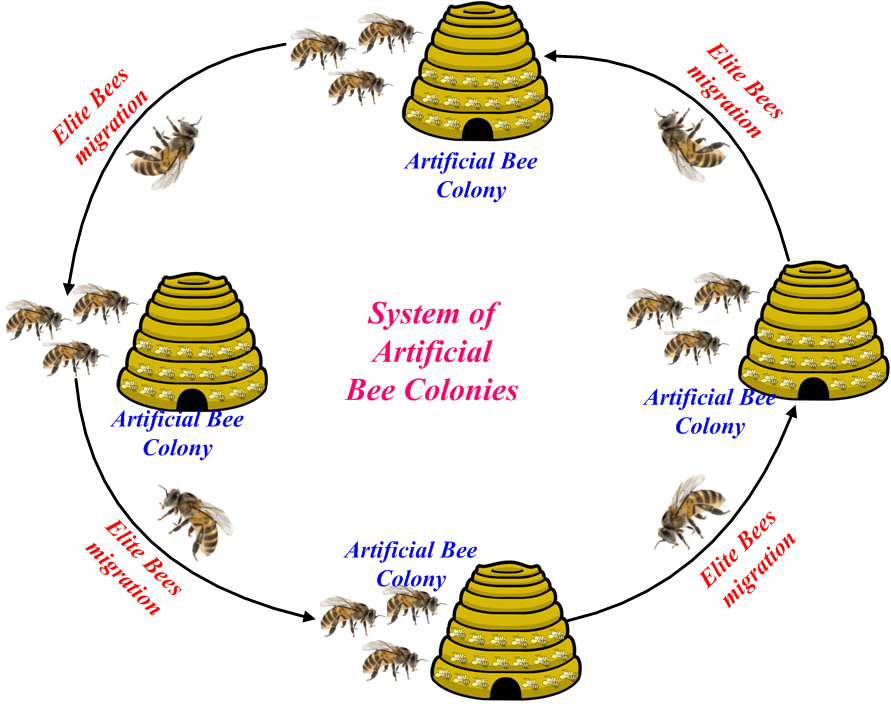 Elite Bees
migration
Elite Bees
migration
Artificial Bee
Colony
System of
Artificial
Bee Colonies
Artificial Bee
Colony
Artificial Bee
Colony
Elite Bees
migration
Artificial Bee
Colony
Elite Bees
migration